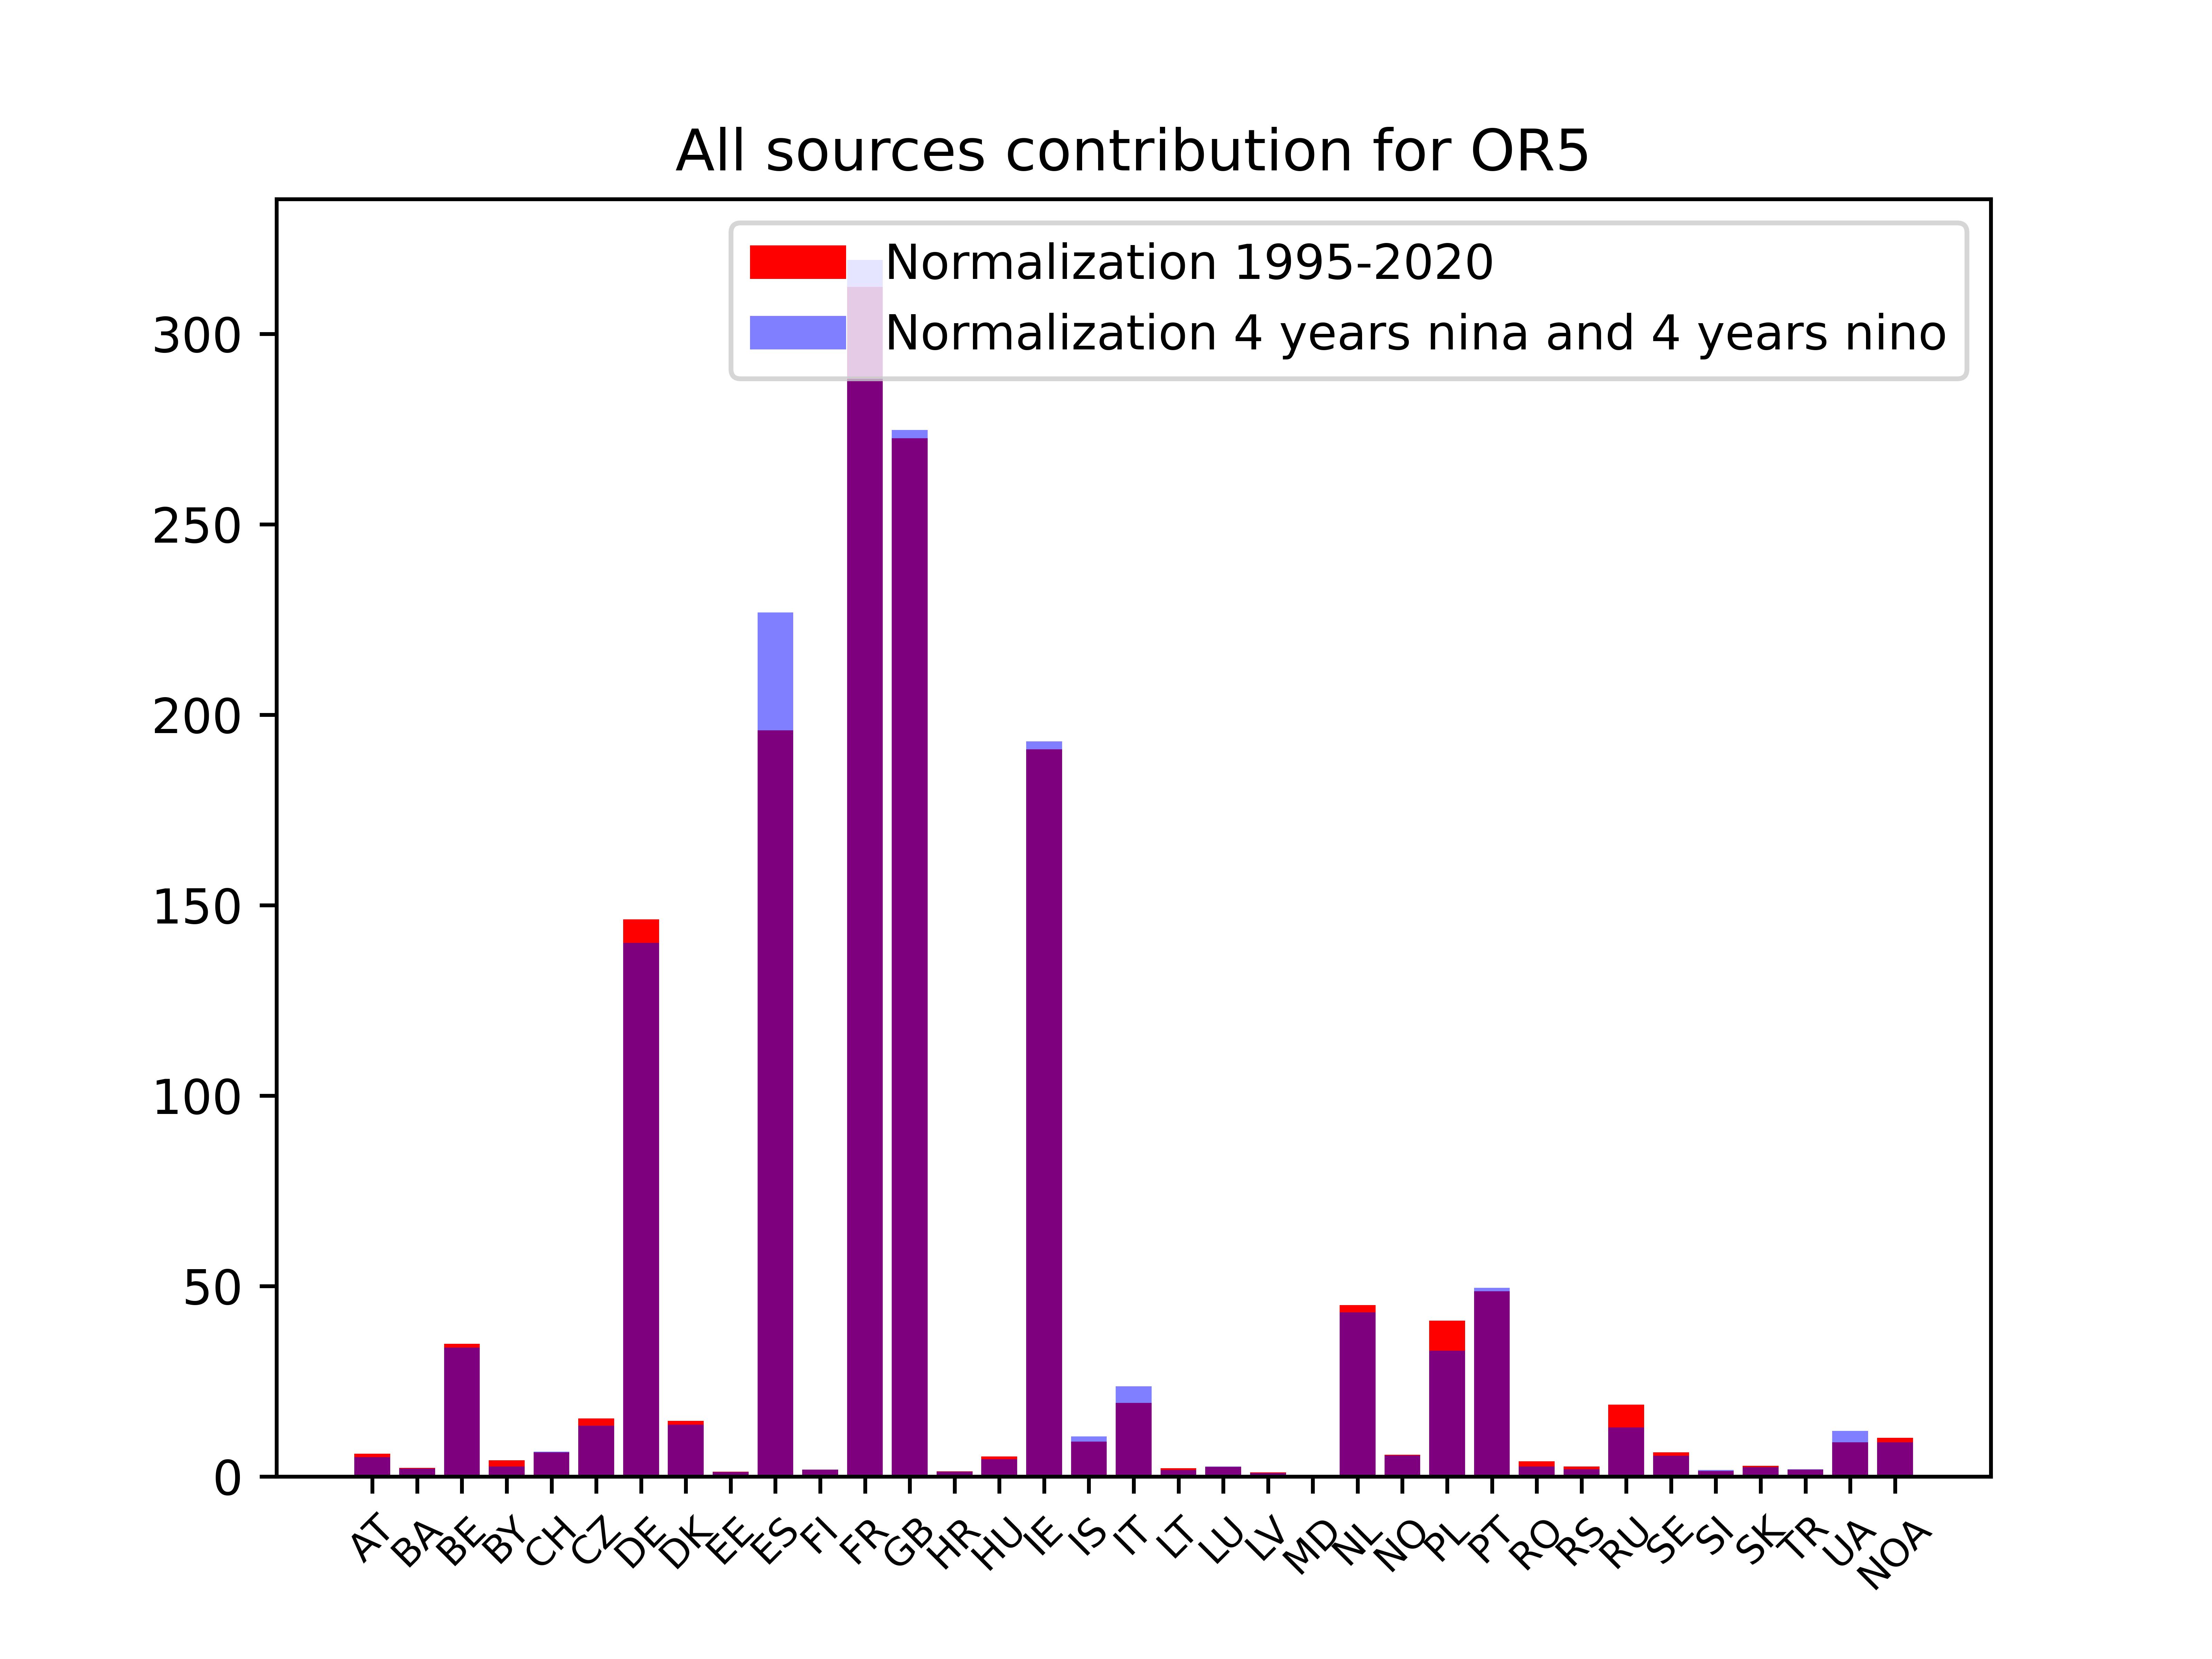 All sources contribution for OR5
Normalization 1995-2020
Normalization 4 years nina and 4 years nino
300
250
200
150
100
50
0
AT BA BE BY CH CZ DE DK EE ES FI FR GB HR HU IE IS IT LT LU LV MD NL NO PL PT RO RS RU SE SI SK TR UA NOA